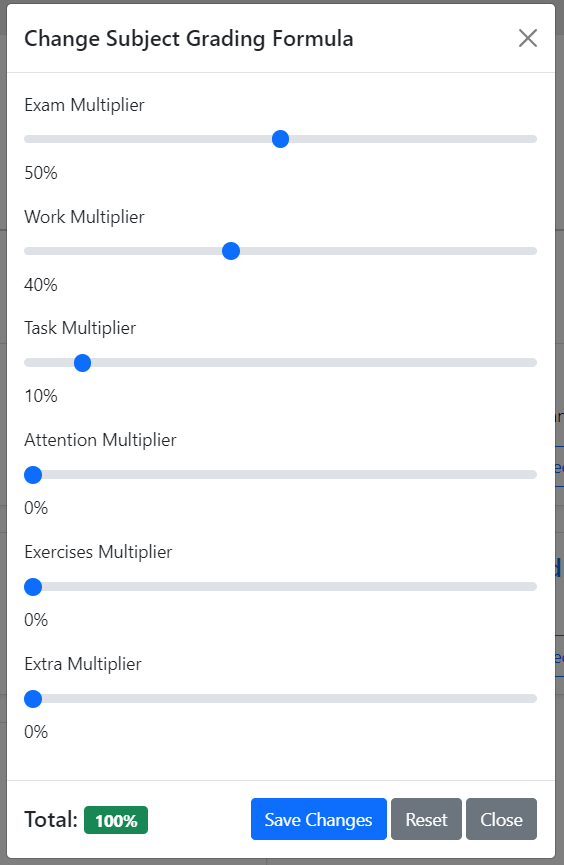 Change Subject Grading Formula
Exam Multiplier
50%
Work Multiplier
40%
Task Multiplier
10%
Attention Multiplier
0%
Exercises Multiplier
0%
Extra Multiplier
0%
Total: 100%
Save Changes
Reset
Close